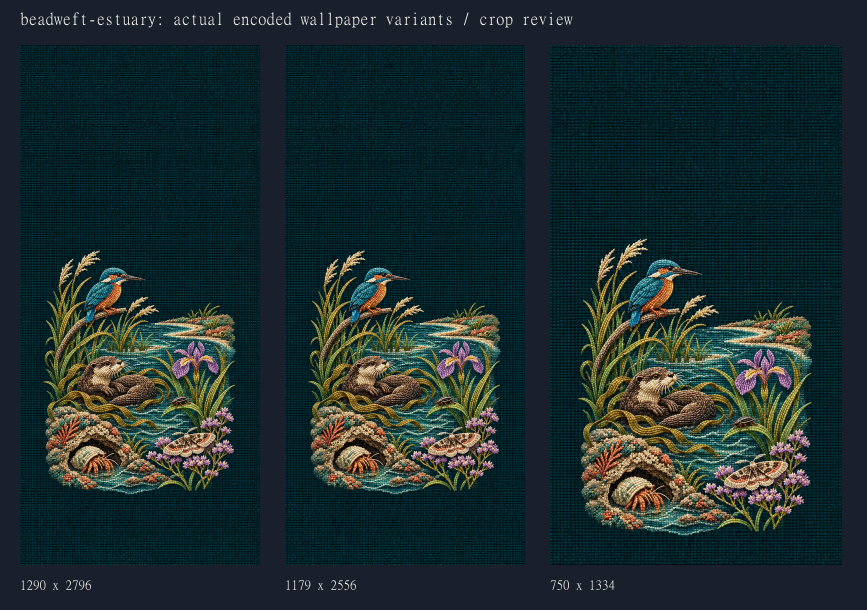 beadweft-estuary: actual encoded wallpaper variants / crop review
1290 x 2796
1179 x 2556
750 x 1334